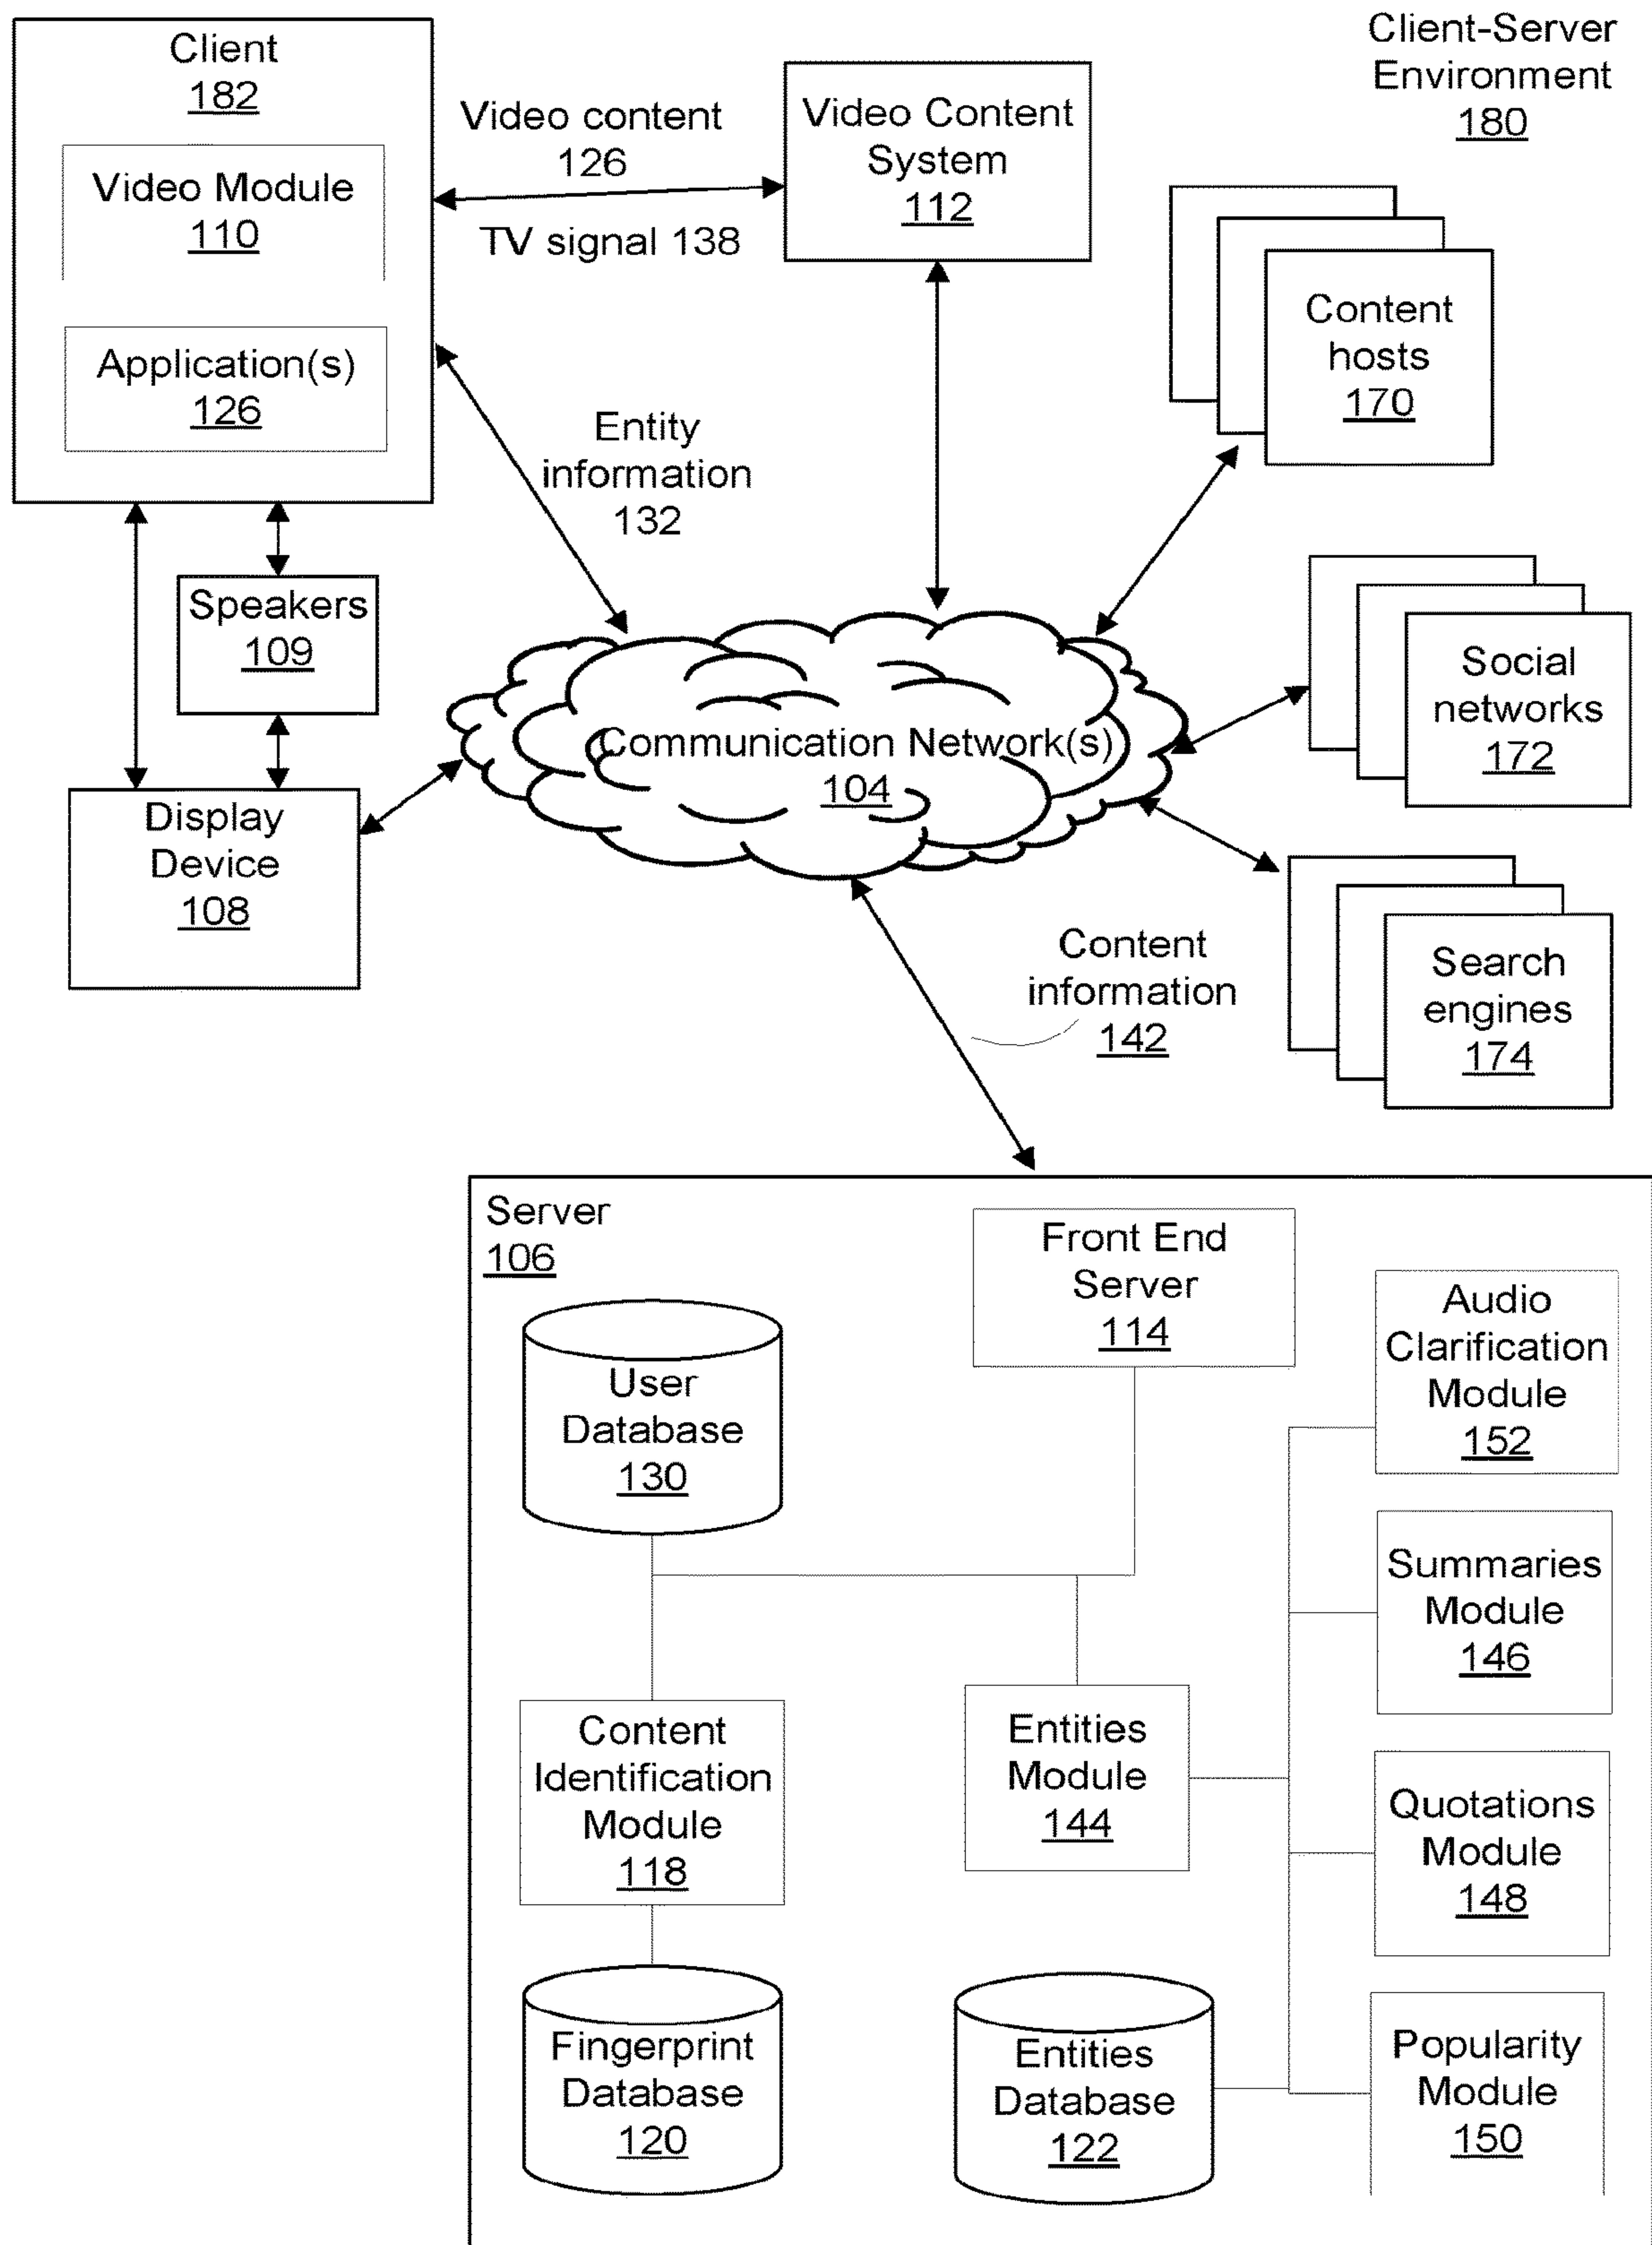 Client
182
Video Module
110
Application(s)
126
Video content
126
TV signal 138
Video Content
System
112
Client-Server
Environment
180
Content
hosts
170
Entity
information
132
Speakers
109
Social
networks
172
Communication Network(s)
104
Display
Device
108
Content
information
142
Search
engines
174
Server
106
Front End
Server
114
Audio
Clarification
Module
152
User
Database
130
Summaries
Module
146
Content
Identification
Module
118
Entities
Module
144
Quotations
Module
148
Fingerprint
Database
120
Entities
Database
122
Popularity
Module
150